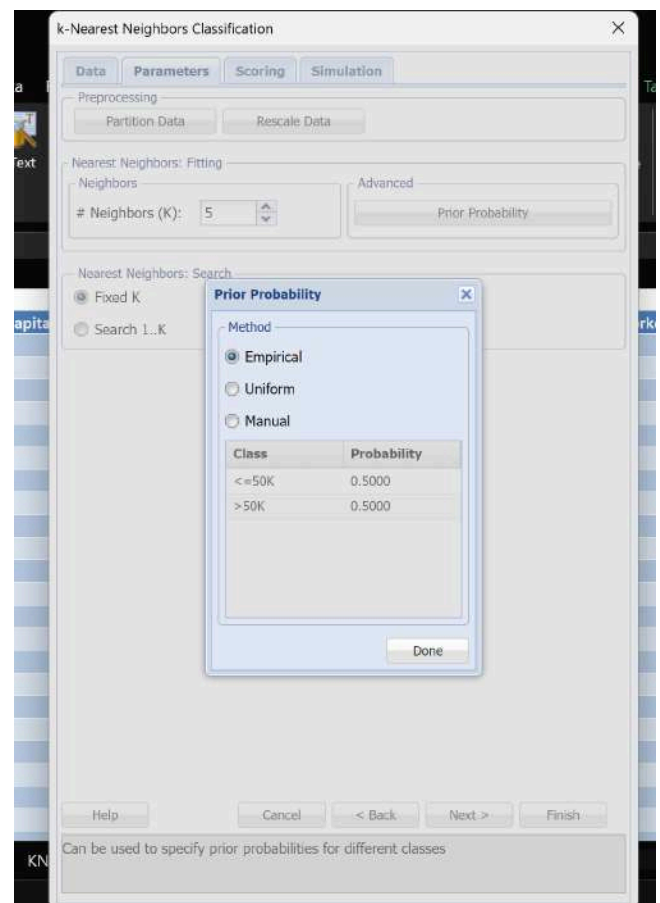 k-Nearest Neighbors Classification
Data Parameters Scoring Simulation
Preprocessing
Partition Data Rescale Data
Text
Nearest Neighbors: Fitting
Neighbors Advanced
# Neighbors (K): 5 Prior Probability
Nearest Neighbors: Search
Fixed K
Search 1..K
Prior Probability
Method
Empirical
Uniform
Manual
Class Probability
<=50K 0.5000
>50K 0.5000
Done
Help Cancel < Back Next > Finish
Can be used to specify prior probabilities for different classes
KN